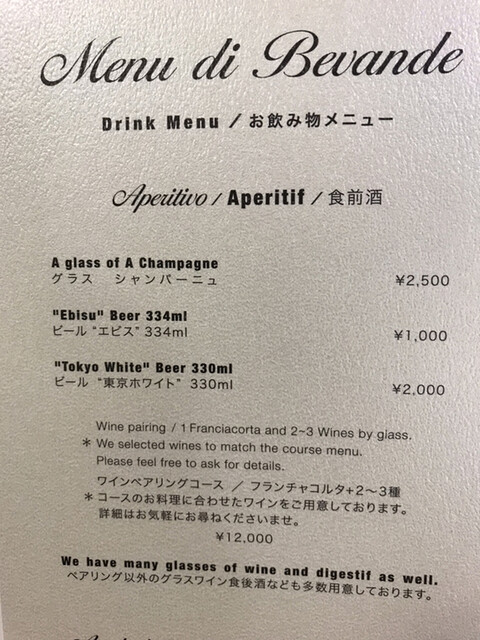 Menu di Bevande
Drink Menu / お飲み物メニュー
Aperitivo / Aperitif / 食前酒
A glass of A Champagne
グラス シャンパーニュ ¥2,500
"Ebisu" Beer 334ml
ビール "エビス" 334ml ¥1,000
"Tokyo White" Beer 330ml
ビール "東京ホワイト" 330ml ¥2,000
Wine pairing / 1 Franciacorta and 2~3 Wines by glass.
* We selected wines to match the course menu.
Please feel free to ask for details.
ワインペアリングコース / フランチャコルタ+2〜3種
* コースのお料理に合わせたワインをご用意しております。
詳細はお気軽にお尋ねくださいませ。
¥12,000
We have many glasses of wine and digestif as well.
ペアリング以外のグラスワイン食後酒なども多数用意しております。